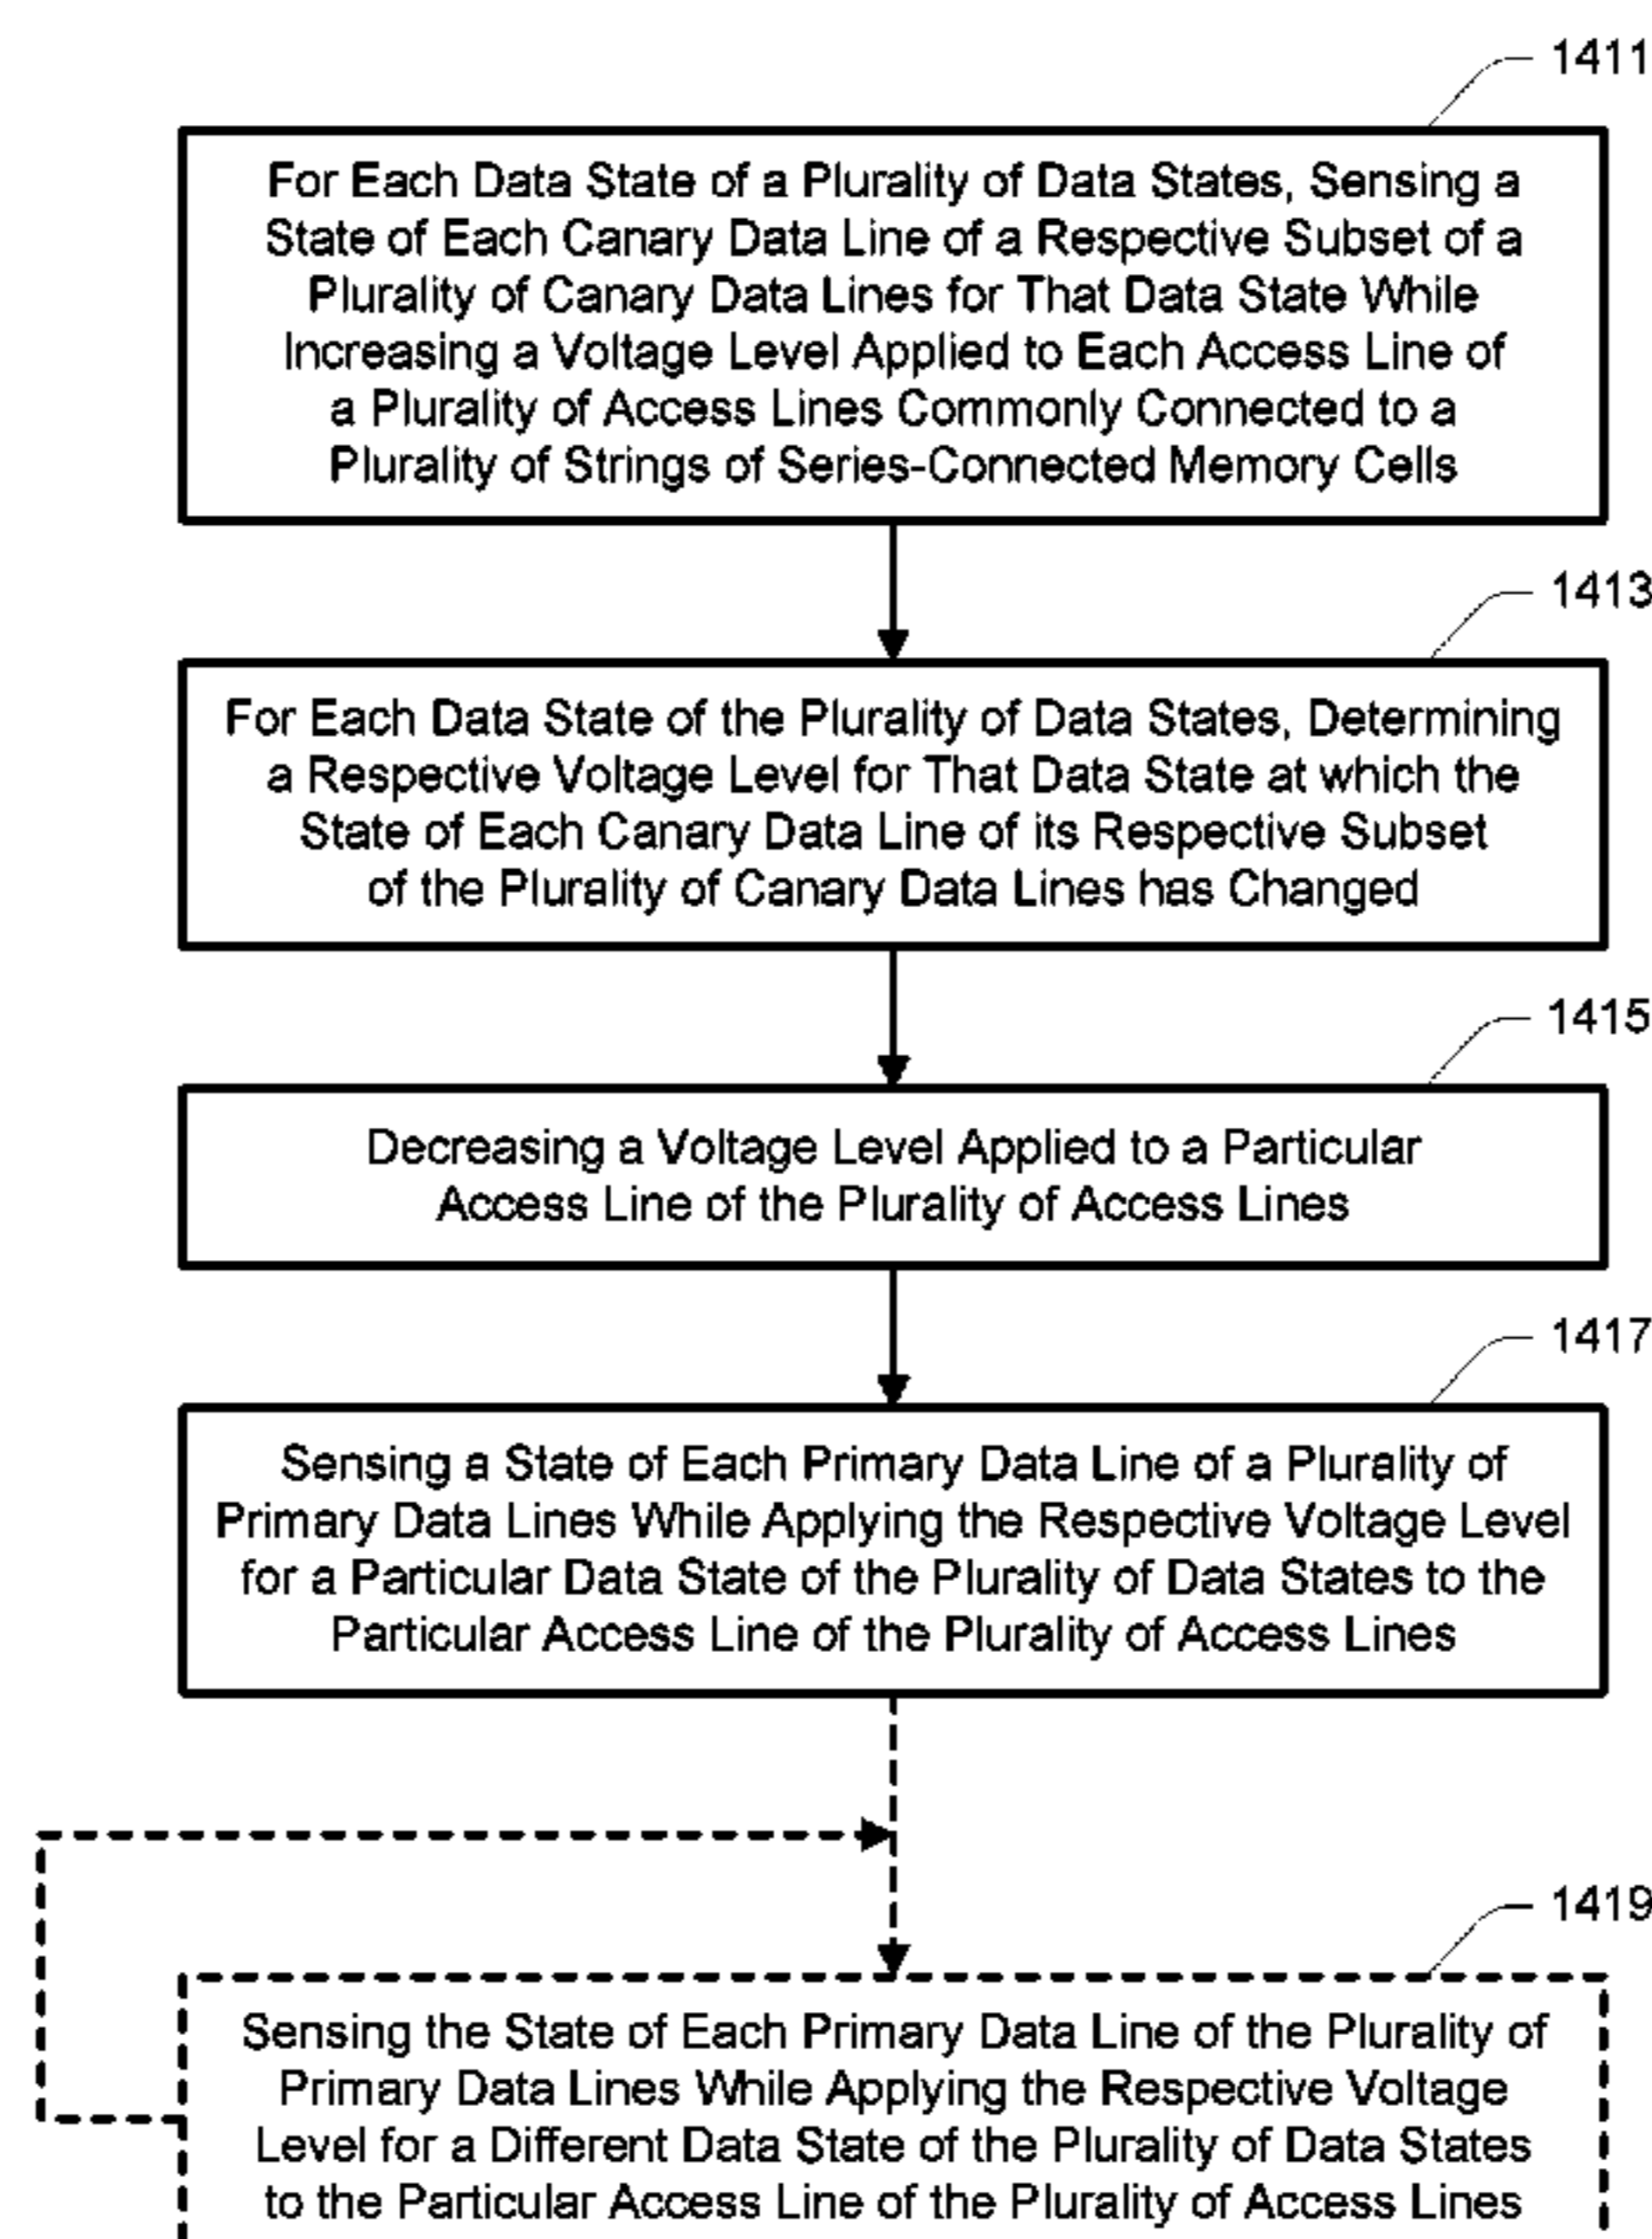 1411
For Each Data State of a Plurality of Data States, Sensing a
State of Each Canary Data Line of a Respective Subset of a
Plurality of Canary Data Lines for That Data State While
Increasing a Voltage Level Applied to Each Access Line of
a Plurality of Access Lines Commonly Connected to a
Plurality of Strings of Series-Connected Memory Cells
1413
For Each Data State of the Plurality of Data States, Determining
a Respective Voltage Level for That Data State at which the
State of Each Canary Data Line of its Respective Subset
of the Plurality of Canary Data Lines has Changed
1415
Decreasing a Voltage Level Applied to a Particular
Access Line of the Plurality of Access Lines
1417
Sensing a State of Each Primary Data Line of a Plurality of
Primary Data Lines While Applying the Respective Voltage Level
for a Particular Data State of the Plurality of Data States to the
Particular Access Line of the Plurality of Access Lines
1419
Sensing the State of Each Primary Data Line of the Plurality of
Primary Data Lines While Applying the Respective Voltage
Level for a Different Data State of the Plurality of Data States
to the Particular Access Line of the Plurality of Access Lines